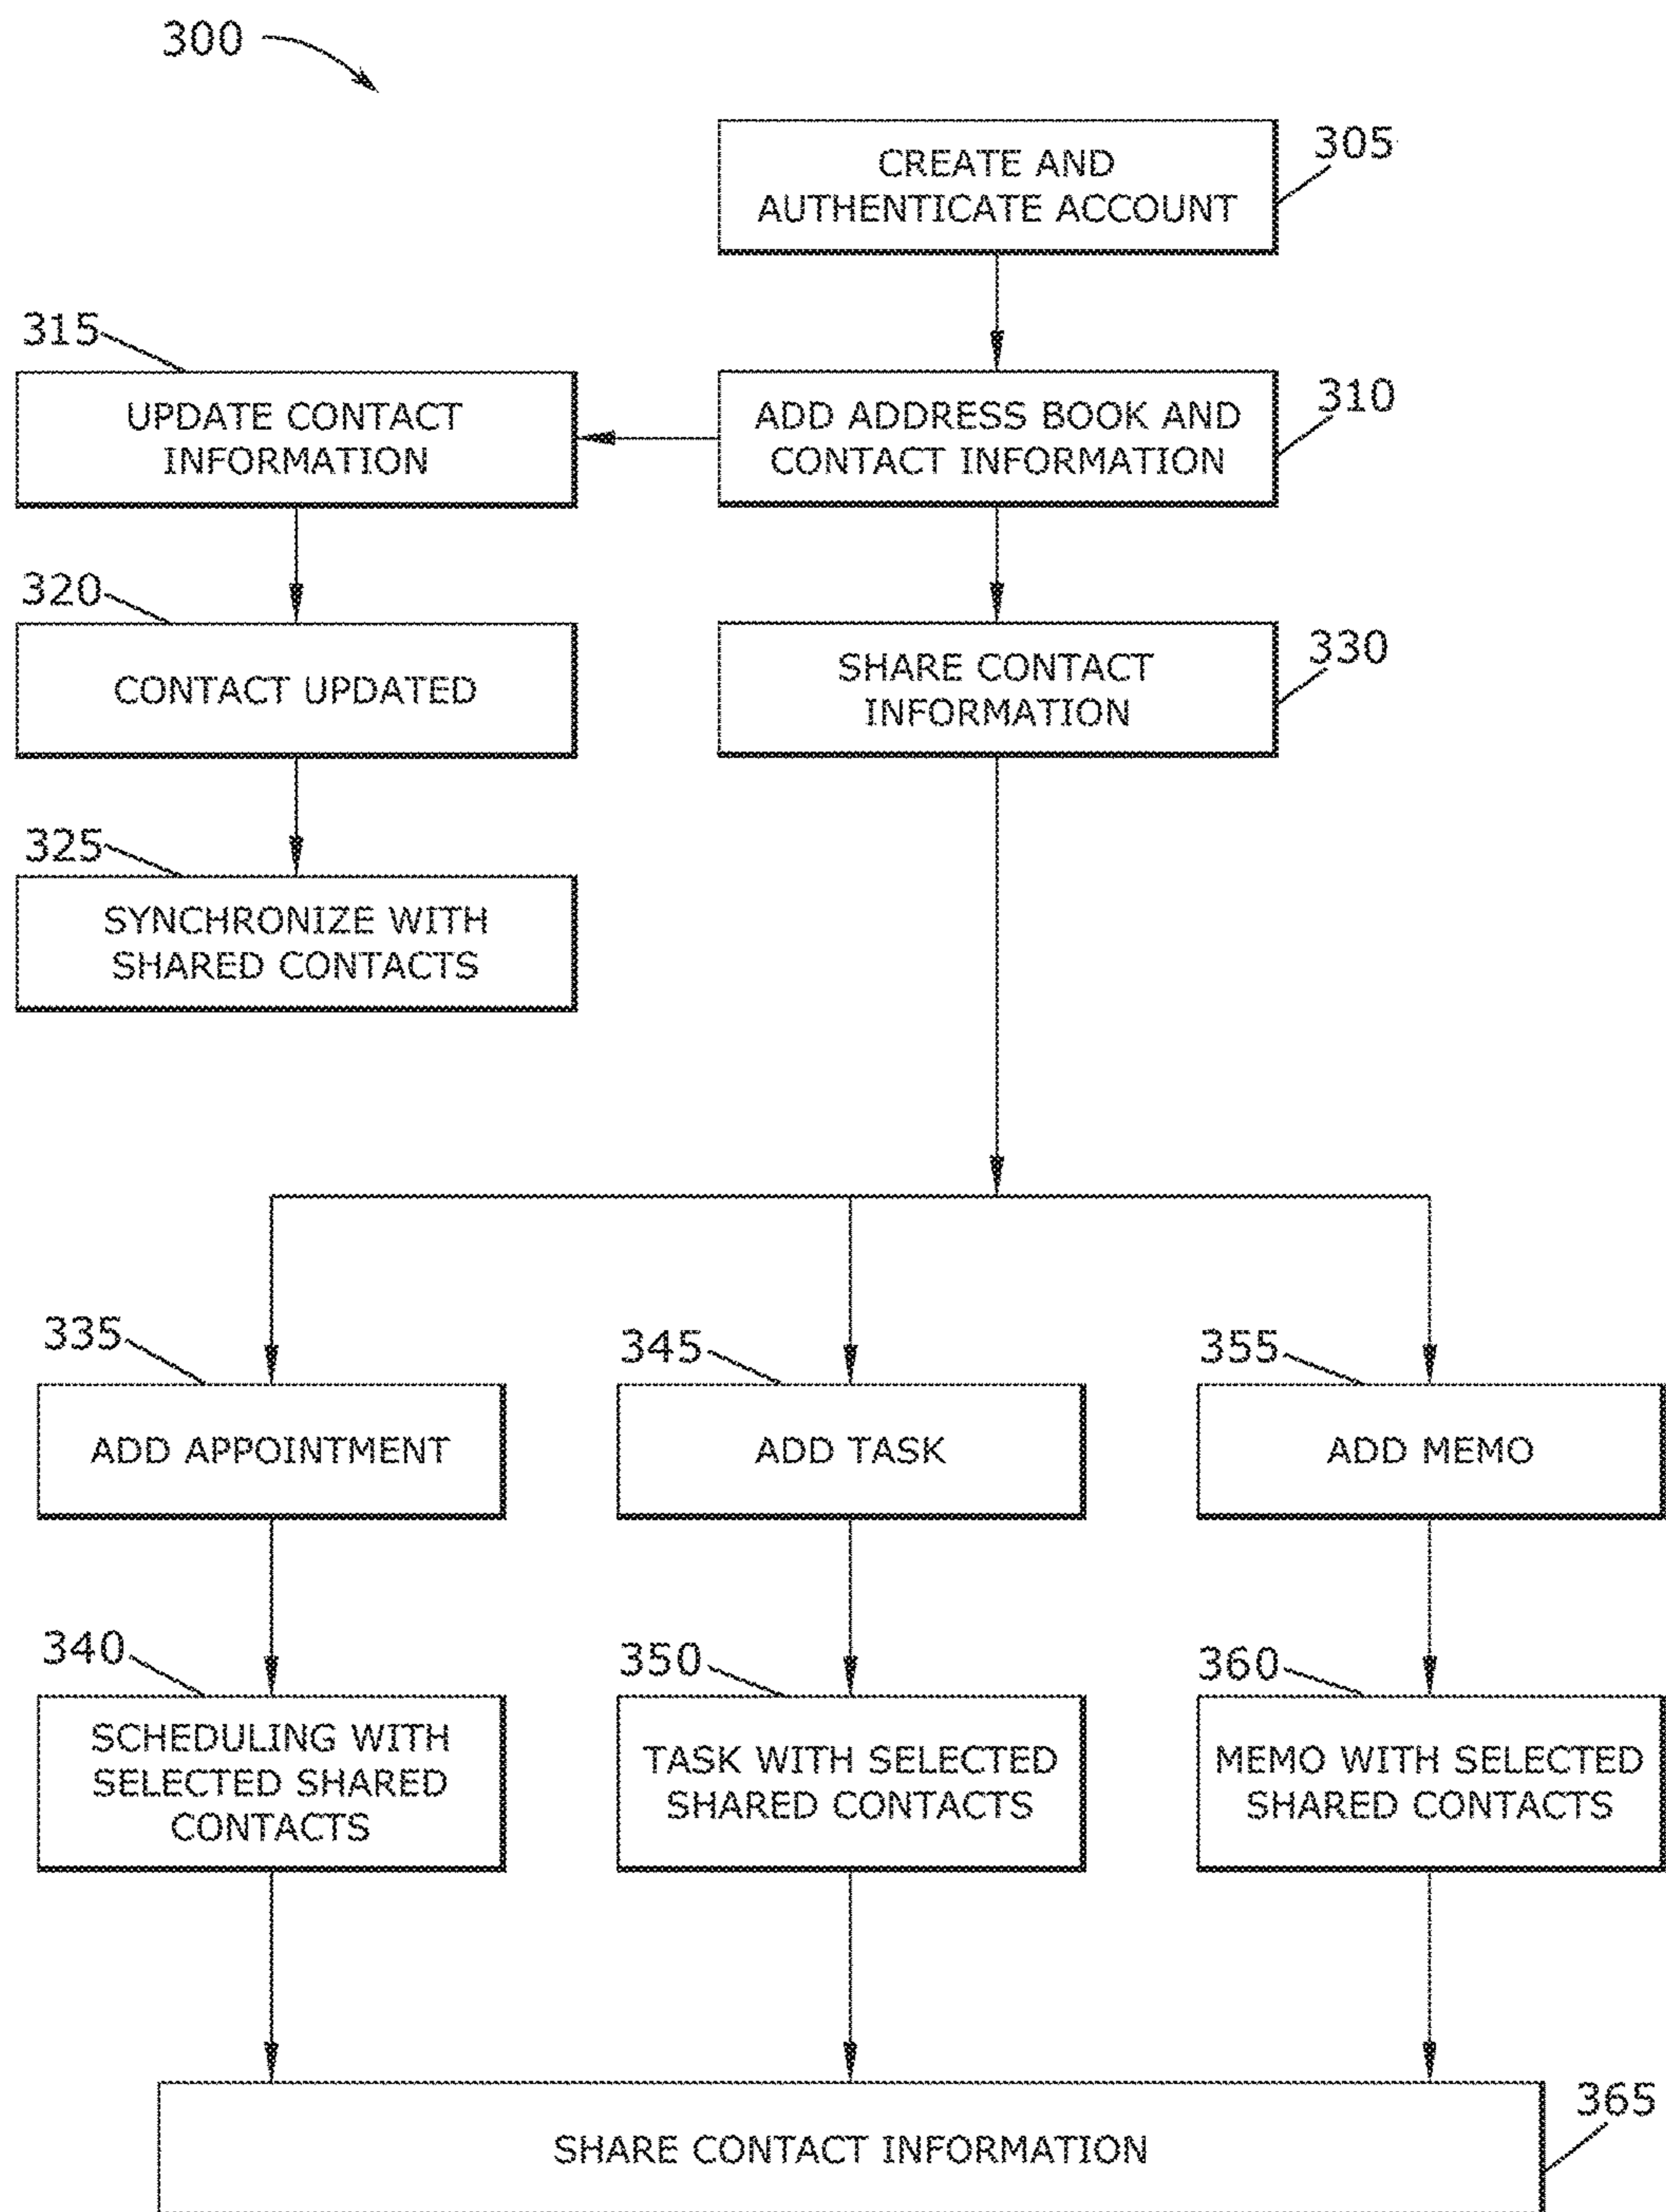 300
CREATE AND
AUTHENTICATE ACCOUNT
305
315
UPDATE CONTACT
INFORMATION
ADD ADDRESS BOOK AND
CONTACT INFORMATION
310
320
CONTACT UPDATED
SHARE CONTACT
INFORMATION
330
325
SYNCHRONIZE WITH
SHARED CONTACTS
335
ADD APPOINTMENT
345
ADD TASK
355
ADD MEMO
340
SCHEDULING WITH
SELECTED SHARED
CONTACTS
350
TASK WITH SELECTED
SHARED CONTACTS
360
MEMO WITH SELECTED
SHARED CONTACTS
SHARE CONTACT INFORMATION
365